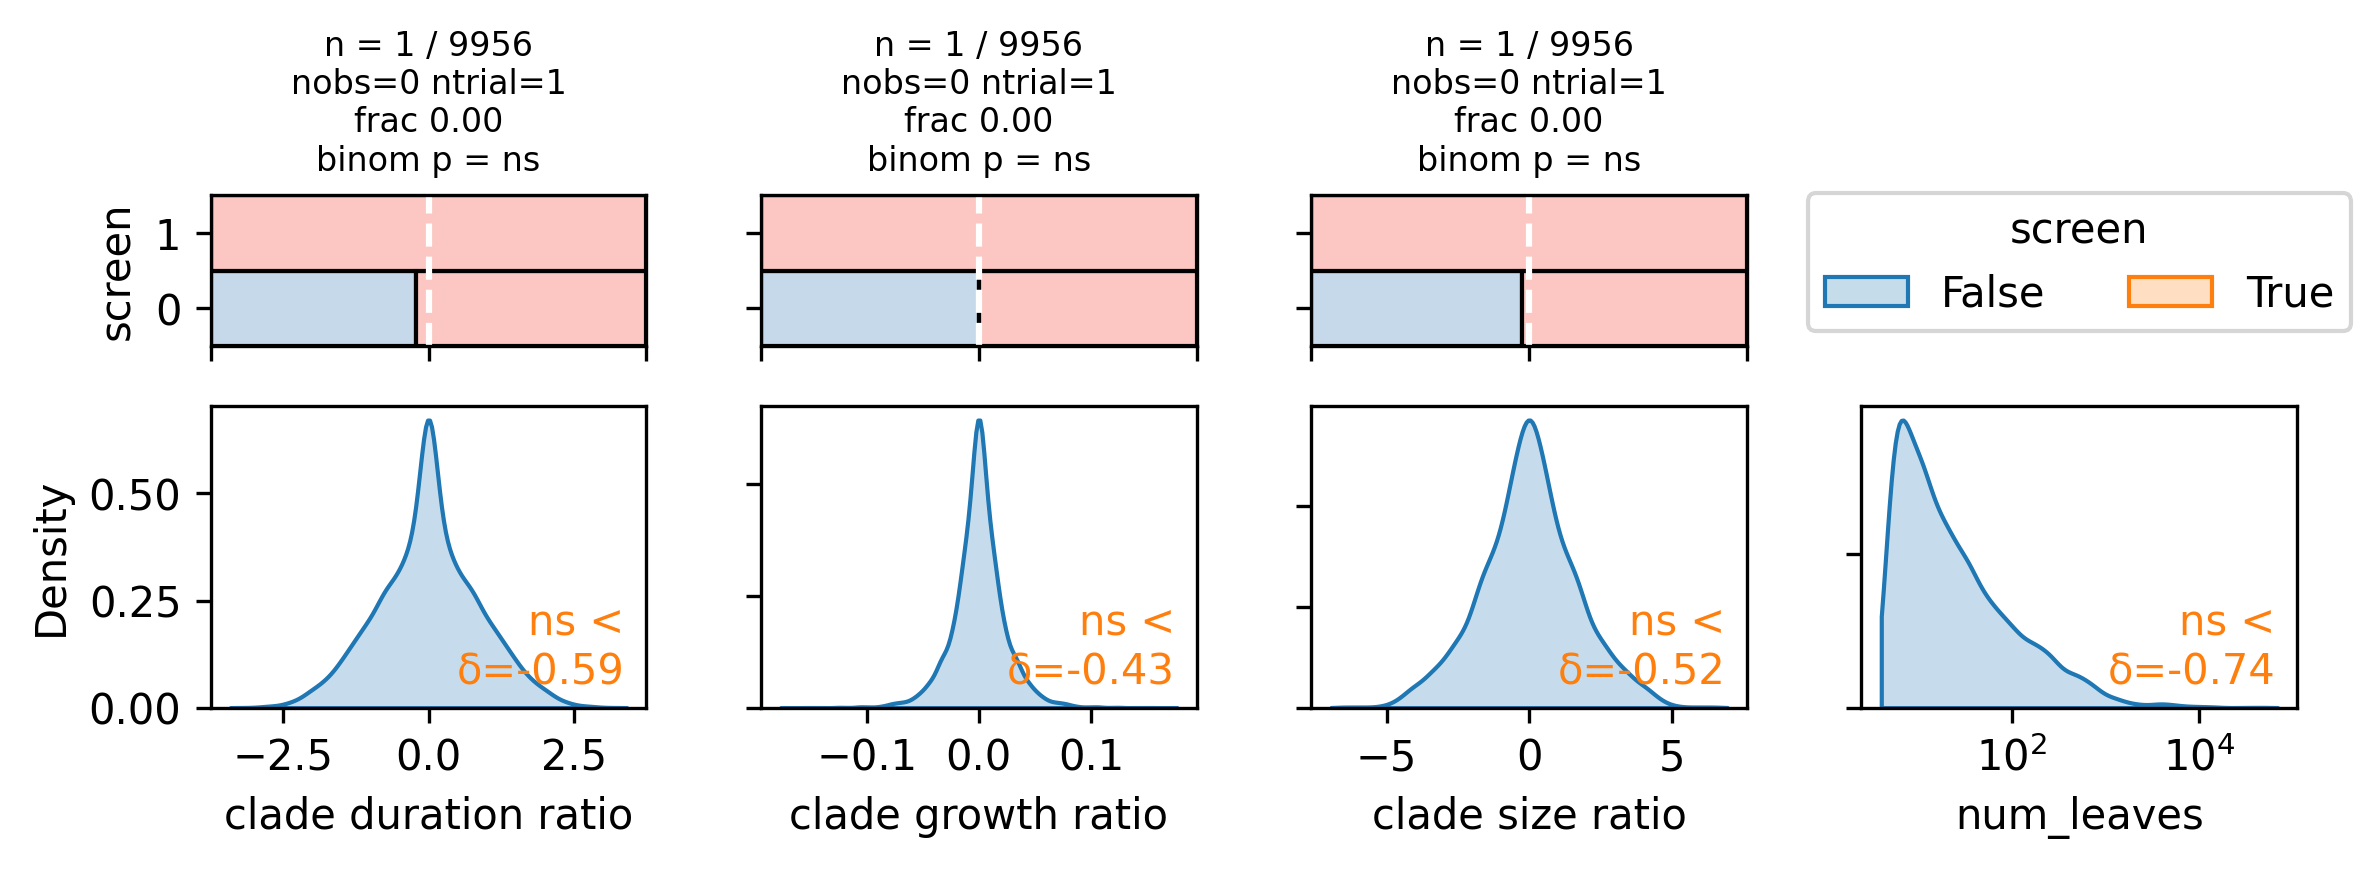 n = 1 / 9956
nobs=0 ntrial=1
frac 0.00
binom p = ns
n = 1 / 9956
nobs=0 ntrial=1
frac 0.00
binom p = ns
n = 1 / 9956
nobs=0 ntrial=1
frac 0.00
binom p = ns
screen
1
0
screen
False
True
Density
0.50
0.25
0.00
ns <
δ=-0.59
−2.5
0.0
2.5
clade duration ratio
ns <
δ=-0.43
−0.1
0.0
0.1
clade growth ratio
ns <
δ=-0.52
−5
0
5
clade size ratio
ns <
δ=-0.74
10²
10⁴
num_leaves